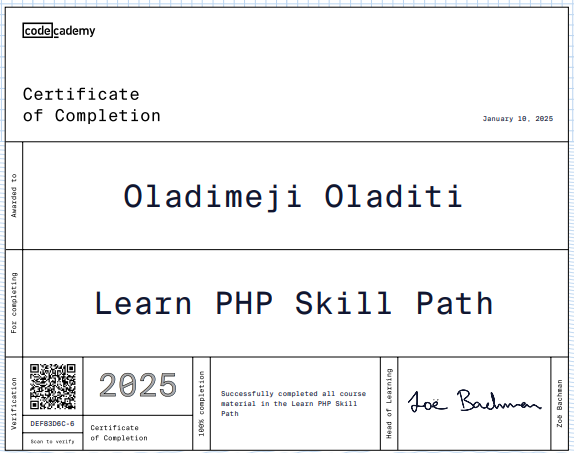 codecademy
Certificate
of Completion
January 10, 2025
Awarded to
Oladimeji Oladiti
For completing
Learn PHP Skill Path
Verification
DEFB3D6C-6
Scan to verify
2025
Certificate
of Completion
100% completion
Successfully completed all course
material in the Learn PHP Skill
Path
Head of Learning
Zoë Bachman
Zoë Bachman